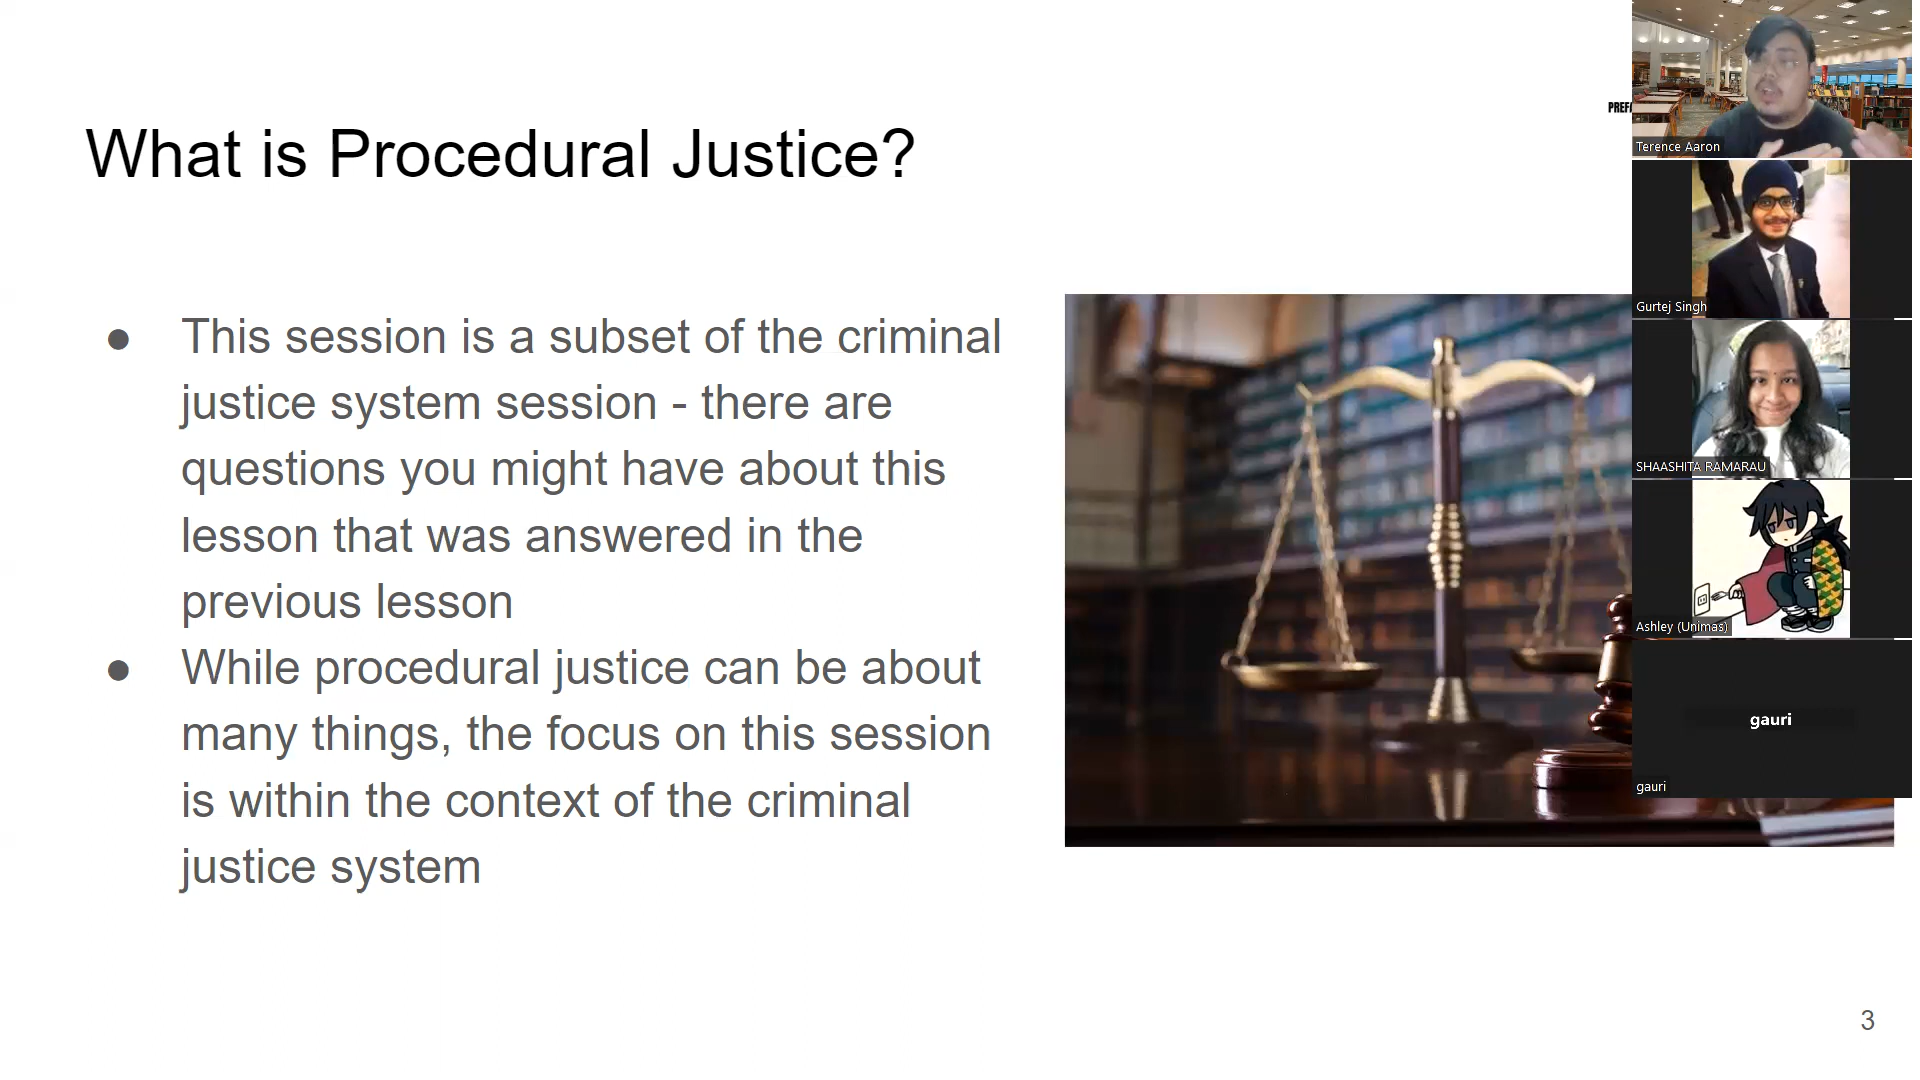 What is Procedural Justice?
● This session is a subset of the criminal
justice system session - there are
questions you might have about this
lesson that was answered in the
previous lesson
● While procedural justice can be about
many things, the focus on this session
is within the context of the criminal
justice system
PREFA
Terence Aaron
Gurtej Singh
SHAASHITA RAMARAU
Ashley (Unimas)
gauri
gauri
3